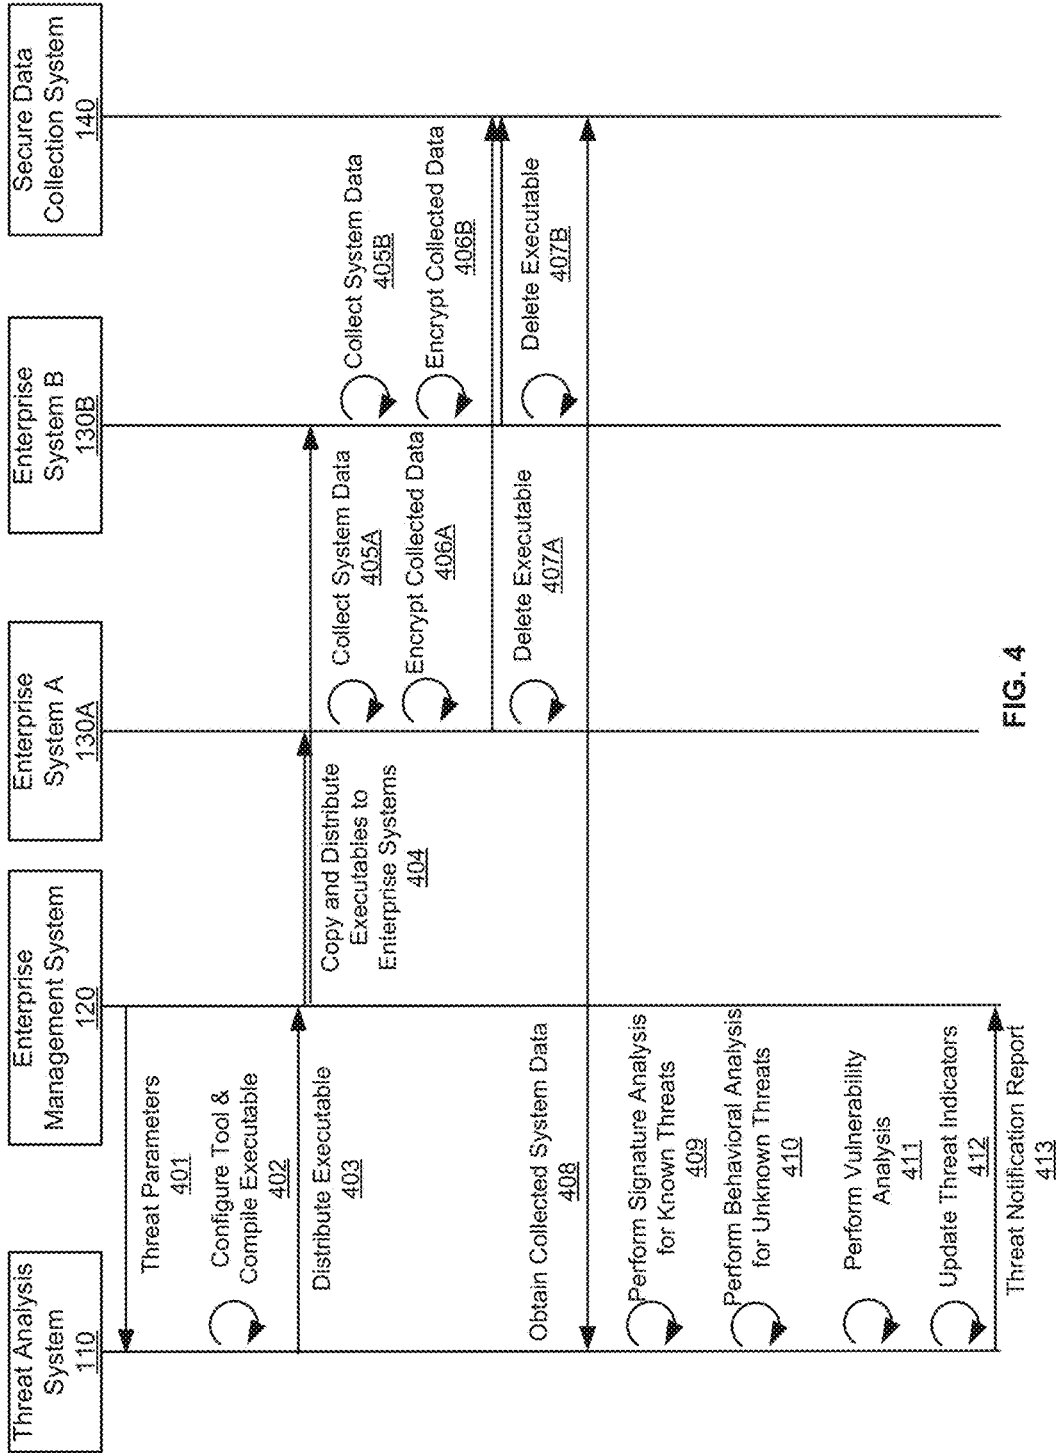 Threat Analysis
System
110
Enterprise
Management System
120
Enterprise
System A
130A
Enterprise
System B
130B
Secure Data
Collection System
140
Threat Parameters
401
Configure Tool &
Compile Executable
402
Distribute Executable
403
Copy and Distribute
Executables to
Enterprise Systems
404
Collect System Data
405A
Encrypt Collected Data
406A
Delete Executable
407A
Collect System Data
405B
Encrypt Collected Data
406B
Delete Executable
407B
Obtain Collected System Data
408
Perform Signature Analysis
for Known Threats
409
Perform Behavioral Analysis
for Unknown Threats
410
Perform Vulnerability
Analysis
411
Update Threat Indicators
412
Threat Notification Report
413
FIG. 4